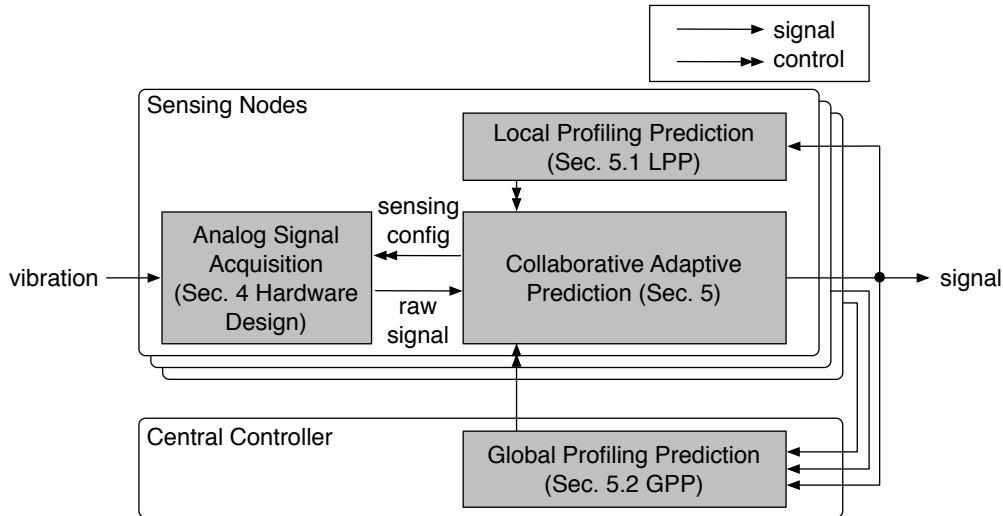 signal
control
Sensing Nodes
Local Profiling Prediction
(Sec. 5.1 LPP)
sensing
config
Analog Signal
Acquisition
(Sec. 4 Hardware
Design)
vibration
raw
signal
Collaborative Adaptive
Prediction (Sec. 5)
signal
Central Controller
Global Profiling Prediction
(Sec. 5.2 GPP)